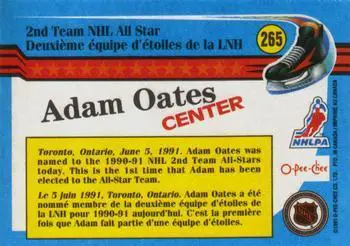 2nd Team NHL All Star
Deuxième équipe d'étoiles de la LNH
265
Adam Oates
CENTER
NHLPA
O-Pee-Chee
Toronto, Ontario, June 5, 1991. Adam Oates was
named to the 1990-91 NHL 2nd Team All-Stars
today. This is the 1st time that Adam has
been elected to the All-Star Team.
Le 5 juin 1991, Toronto, Ontario. Adam Oates a été
nommé membre de la deuxième équipe d'étoiles de
la LNH pour 1990-91 aujourd'hui. C'est la première
fois que Adam fait partie d'une équipe d'étoiles.
NHL